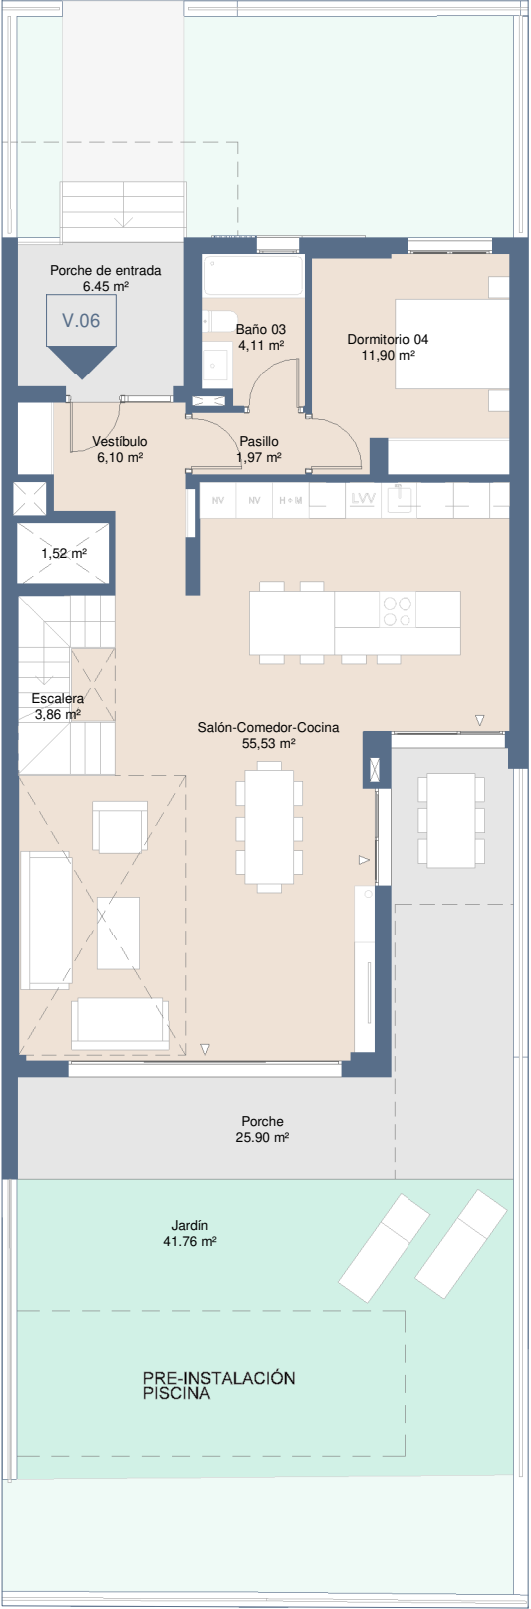 Porche de entrada
6.45 m²
V.06
Baño 03
4,11 m²
Dormitorio 04
11,90 m²
Vestíbulo
6,10 m²
Pasillo
1,97 m²
NV
NV
H+M
LVV
1,52 m²
Escalera
3,86 m²
Salón-Comedor-Cocina
55,53 m²
Porche
25.90 m²
Jardín
41.76 m²
PRE-INSTALACIÓN
PISCINA